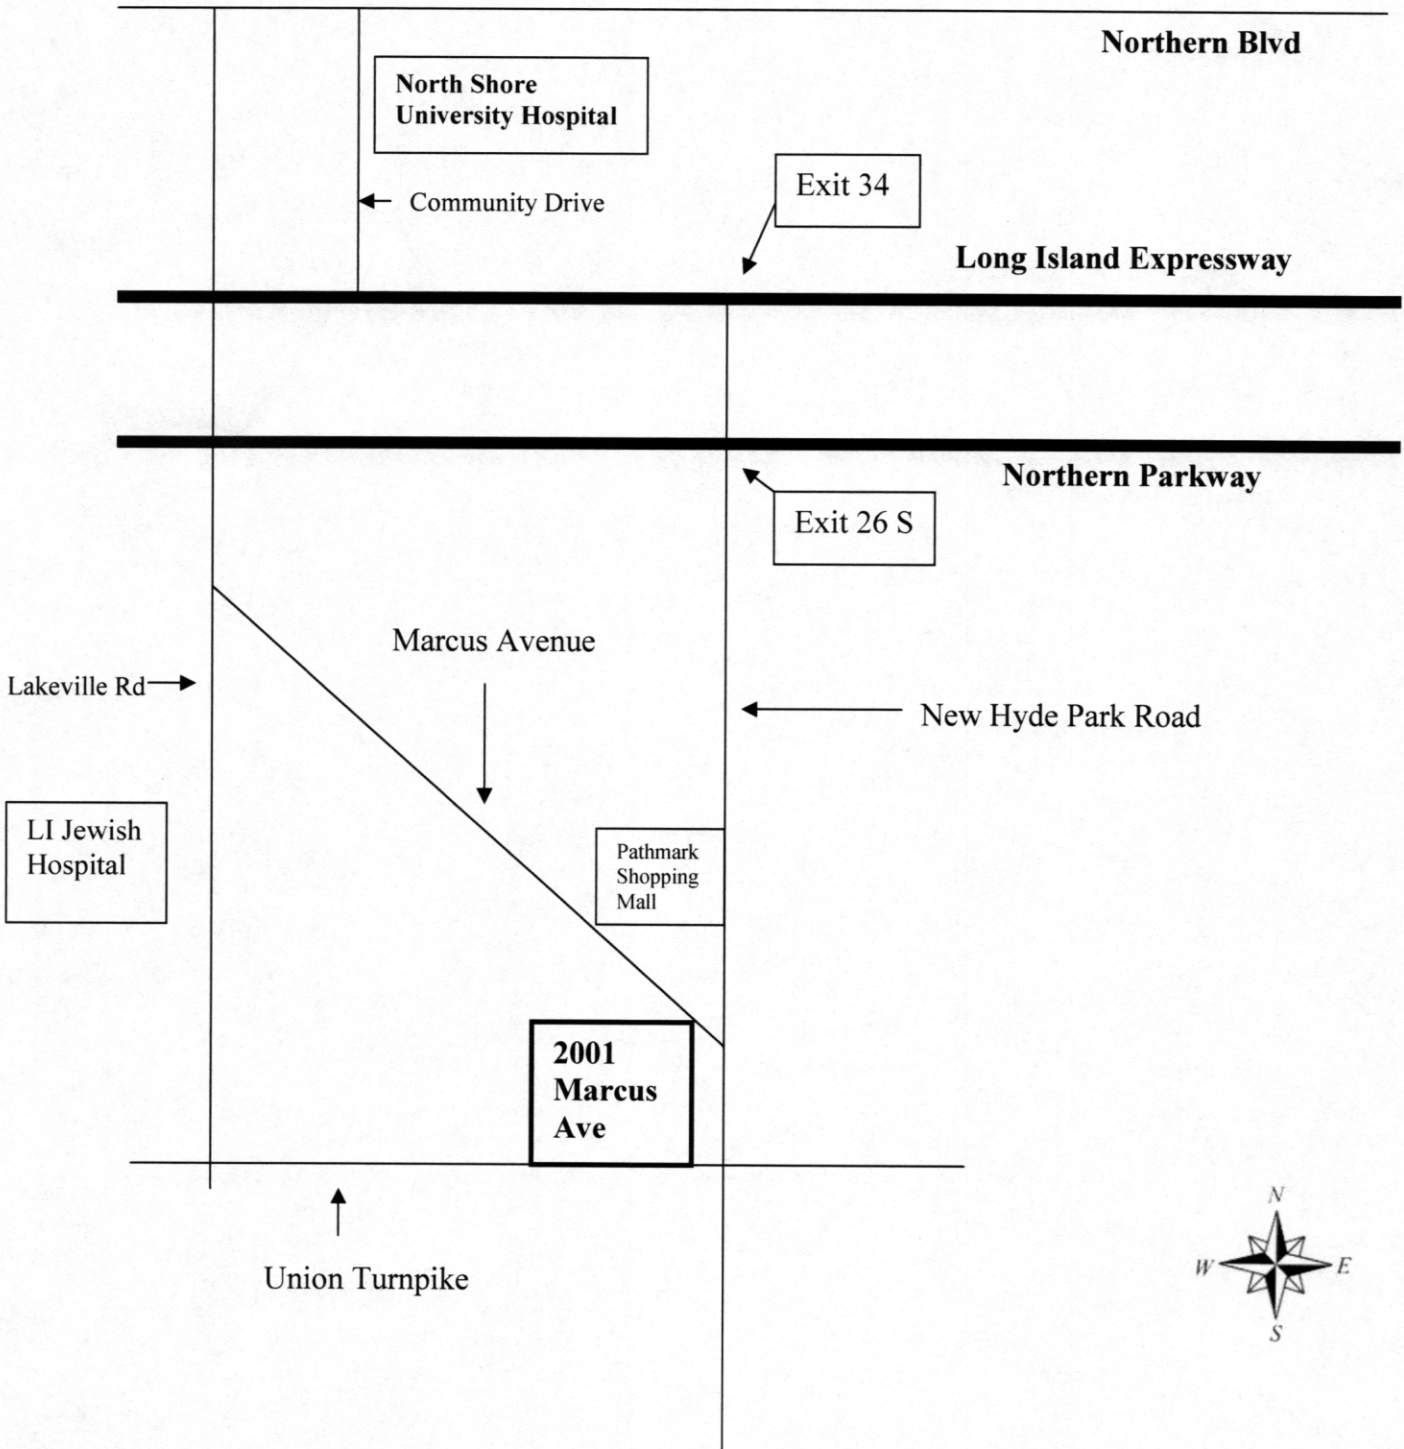 Northern Blvd
North Shore
University Hospital
Exit 34
Community Drive
Long Island Expressway
Northern Parkway
Exit 26 S
Marcus Avenue
Lakeville Rd
New Hyde Park Road
LI Jewish
Hospital
Pathmark
Shopping
Mall
2001
Marcus
Ave
Union Turnpike
N
W
E
S